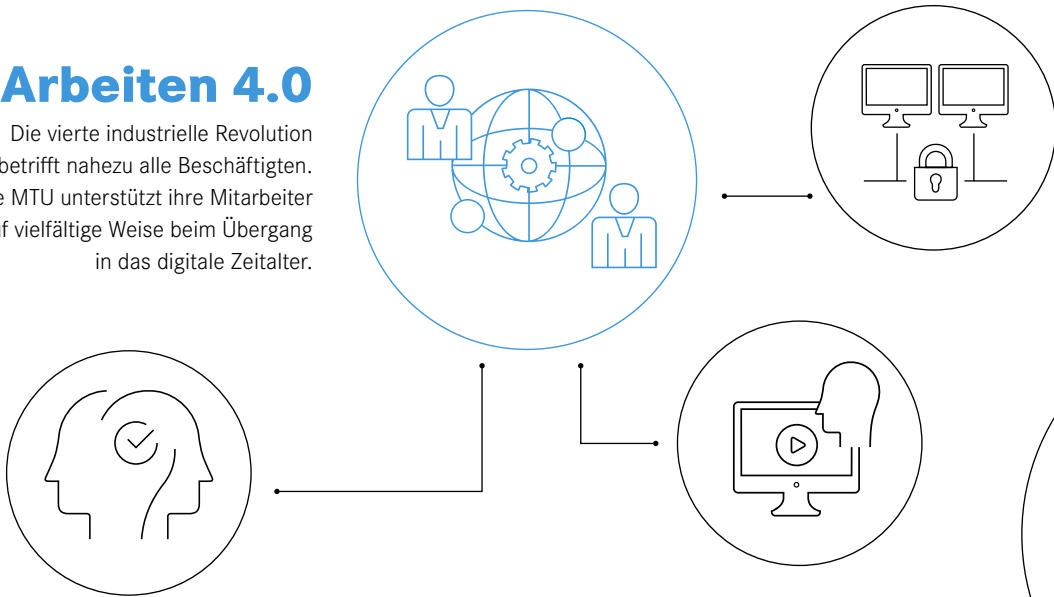 Arbeiten 4.0
Die vierte industrielle Revolution
betrifft nahezu alle Beschäftigten.
MTU unterstützt ihre Mitarbeiter
vielfältige Weise beim Übergang
in das digitale Zeitalter.